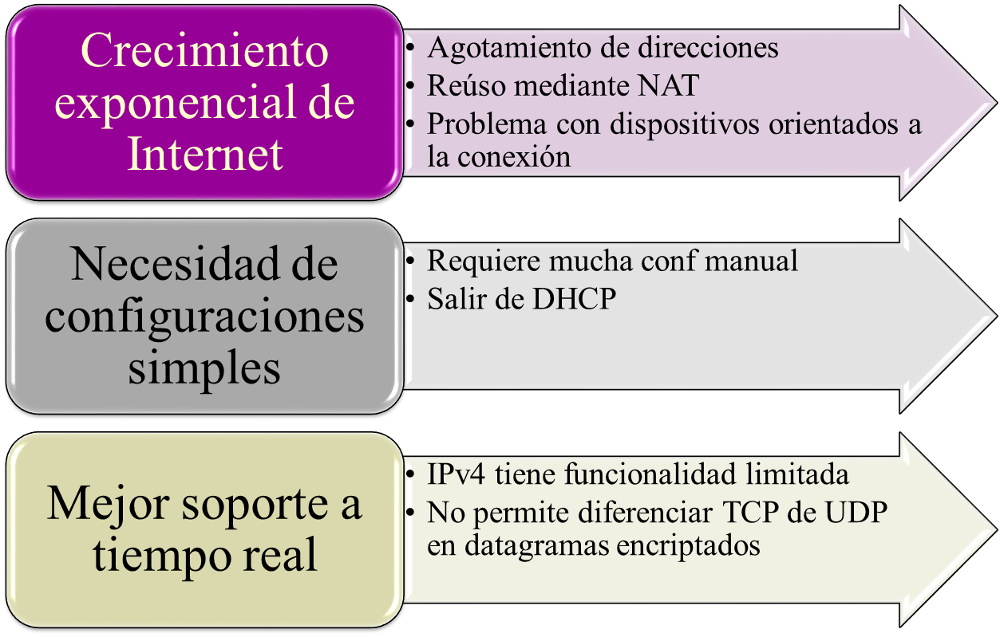 Crecimiento
exponencial de
Internet
• Agotamiento de direcciones
• Reúso mediante NAT
• Problema con dispositivos orientados a
la conexión
Necesidad de
configuraciones
simples
• Requiere mucha conf manual
• Salir de DHCP
Mejor soporte a
tiempo real
• IPv4 tiene funcionalidad limitada
• No permite diferenciar TCP de UDP
en datagramas encriptados